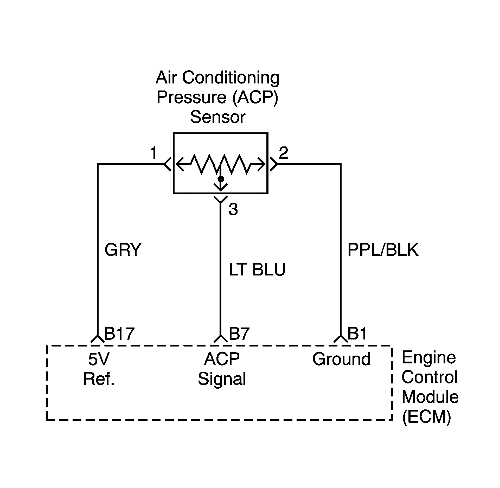 Air Conditioning
Pressure (ACP)
Sensor
1
2
3
GRY
LT BLU
PPL/BLK
B17
B7
B1
5V
Ref.
ACP
Signal
Ground
Engine
Control
Module
(ECM)